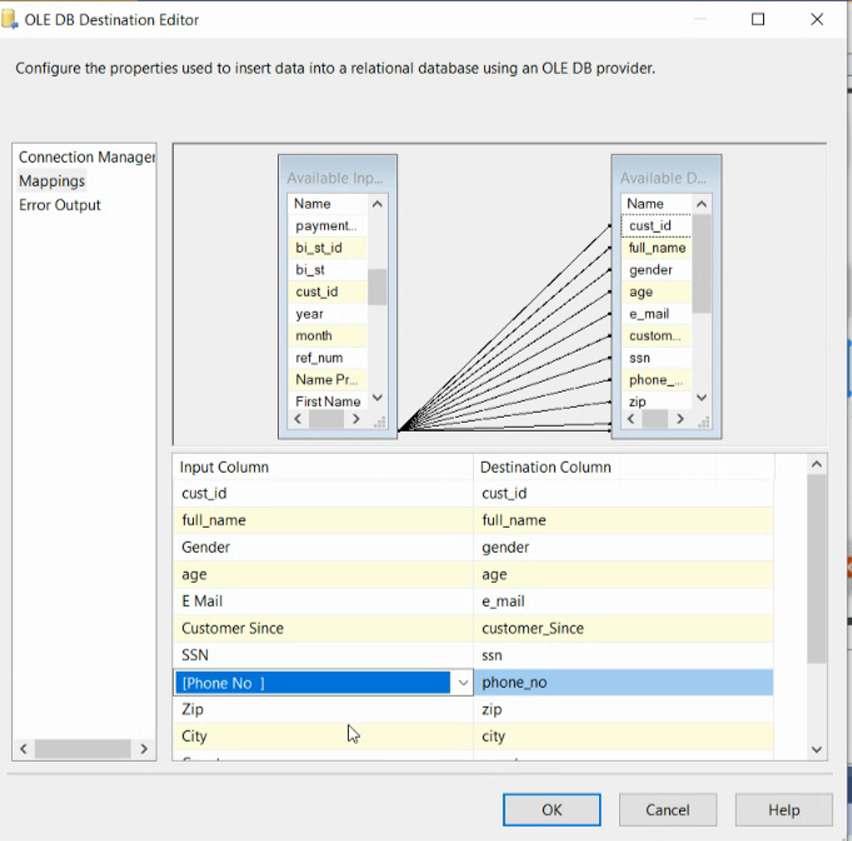 OLE DB Destination Editor
Configure the properties used to insert data into a relational database using an OLE DB provider.
Connection Manager
Mappings
Error Output
Available Inp...
Name
payment...
bi_st_id
bi_st
cust_id
year
month
ref_num
Name Pr...
First Name
Available D...
Name
cust_id
full_name
gender
age
e_mail
custom...
ssn
phone_...
zip
Input Column Destination Column
cust_id cust_id
full_name full_name
Gender gender
age age
E Mail e_mail
Customer Since customer_Since
SSN ssn
[Phone No ] phone_no
Zip zip
City city
OK Cancel Help